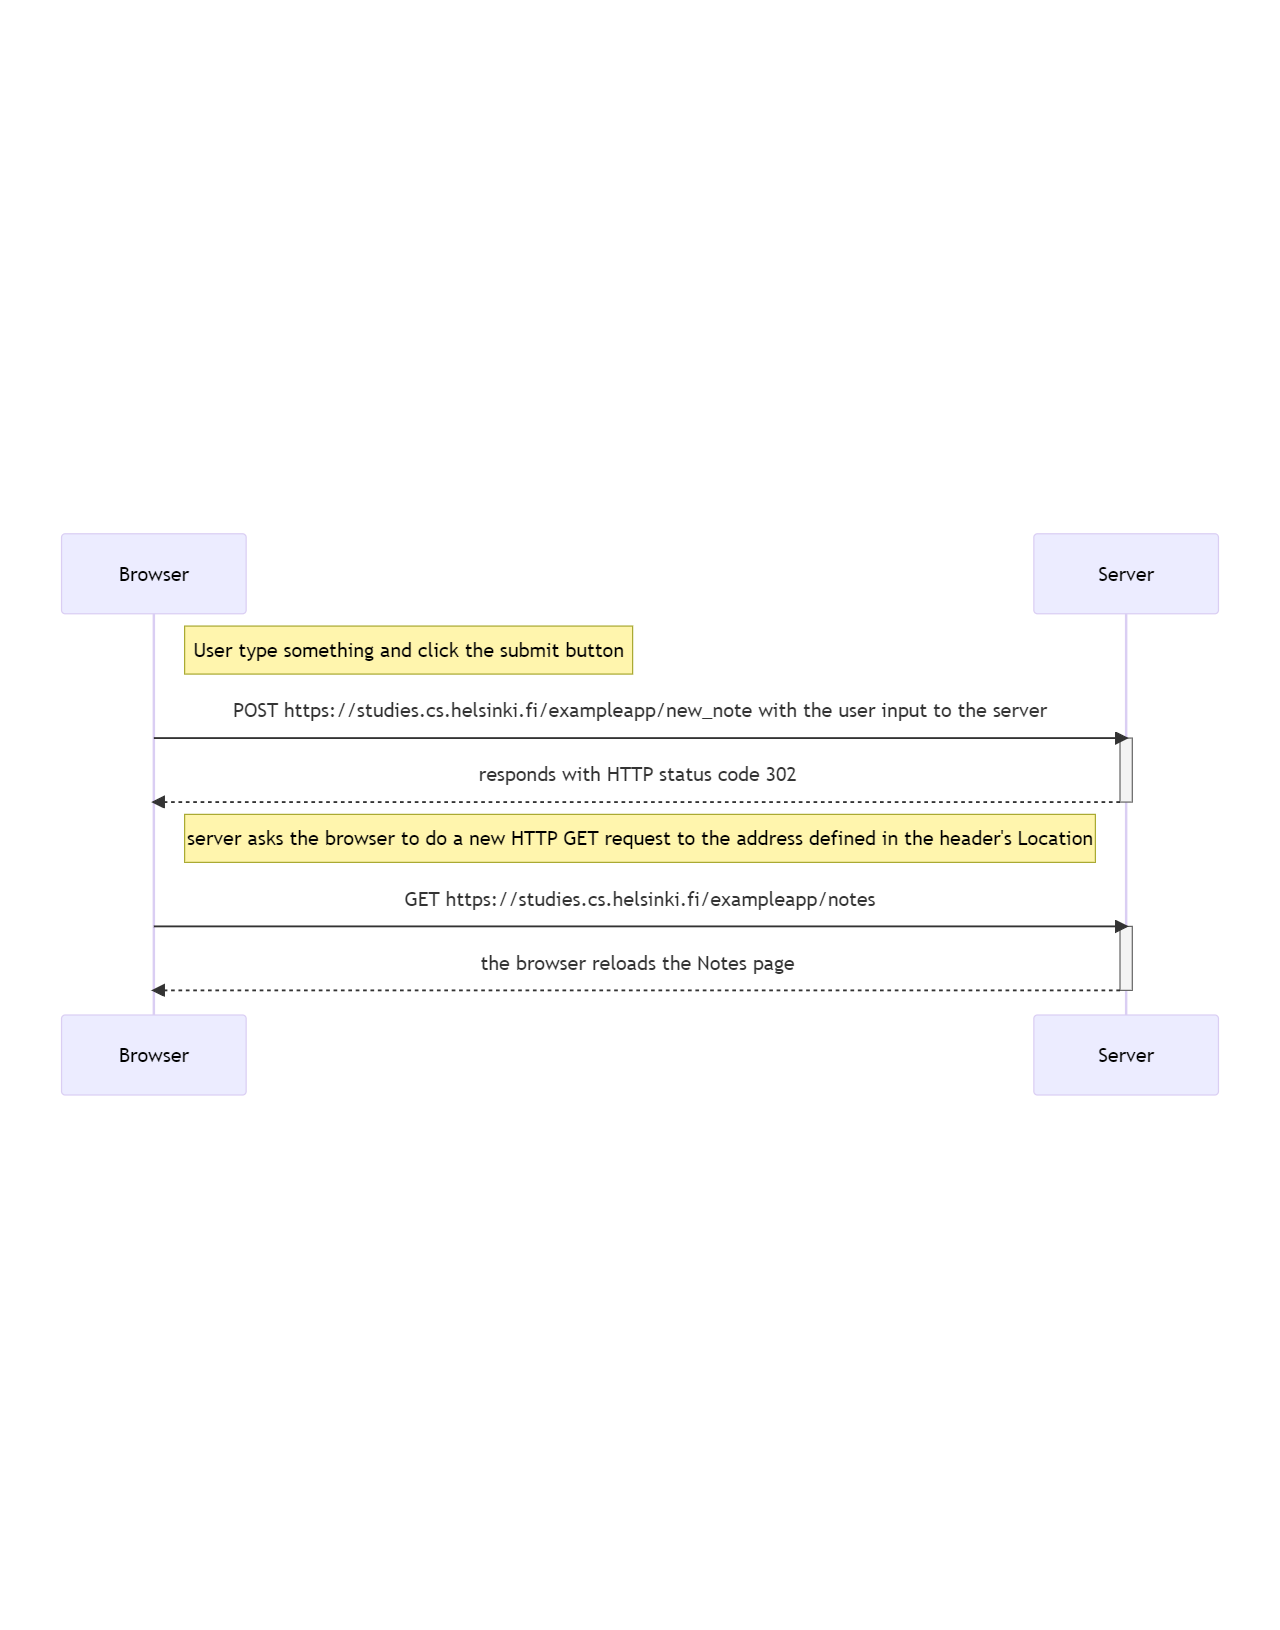 Browser
Server
User type something and click the submit button
POST https://studies.cs.helsinki.fi/exampleapp/new_note with the user input to the server
responds with HTTP status code 302
server asks the browser to do a new HTTP GET request to the address defined in the header's Location
GET https://studies.cs.helsinki.fi/exampleapp/notes
the browser reloads the Notes page
Browser
Server